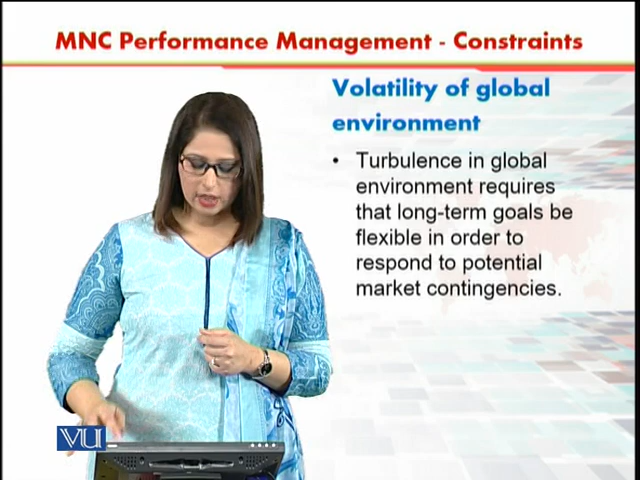 MNC Performance Management - Constraints
Volatility of global
environment
• Turbulence in global
environment requires
that long-term goals be
flexible in order to
respond to potential
market contingencies.
VU